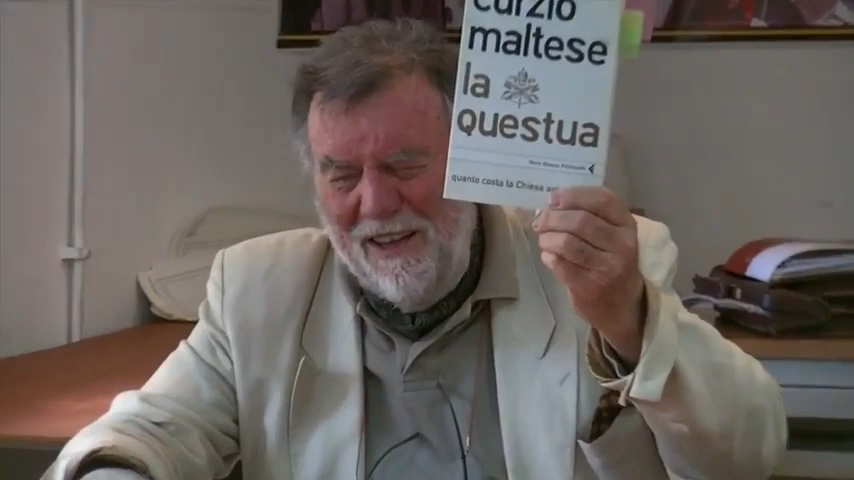 curzio
maltese
la
questua
quanto costa la Chiesa